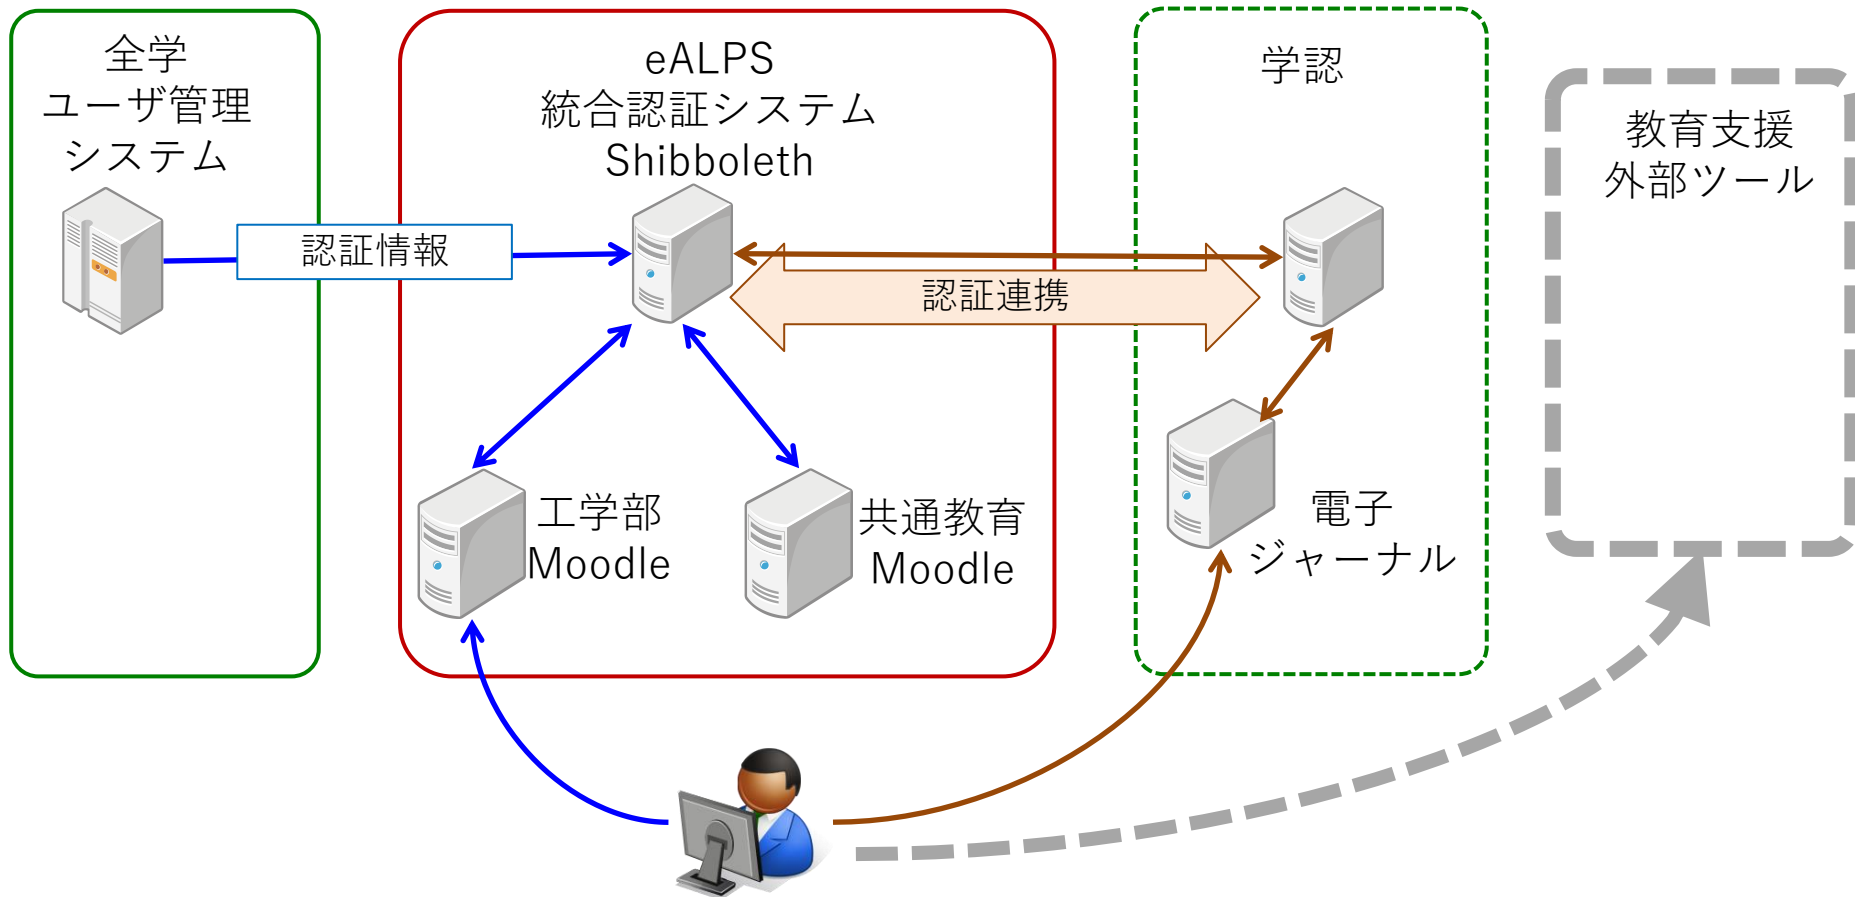 全学
ユーザ管理
システム
eALPS
統合認証システム
Shibboleth
学認
教育支援
外部ツール
認証情報
認証連携
工学部
Moodle
共通教育
Moodle
電子
ジャーナル